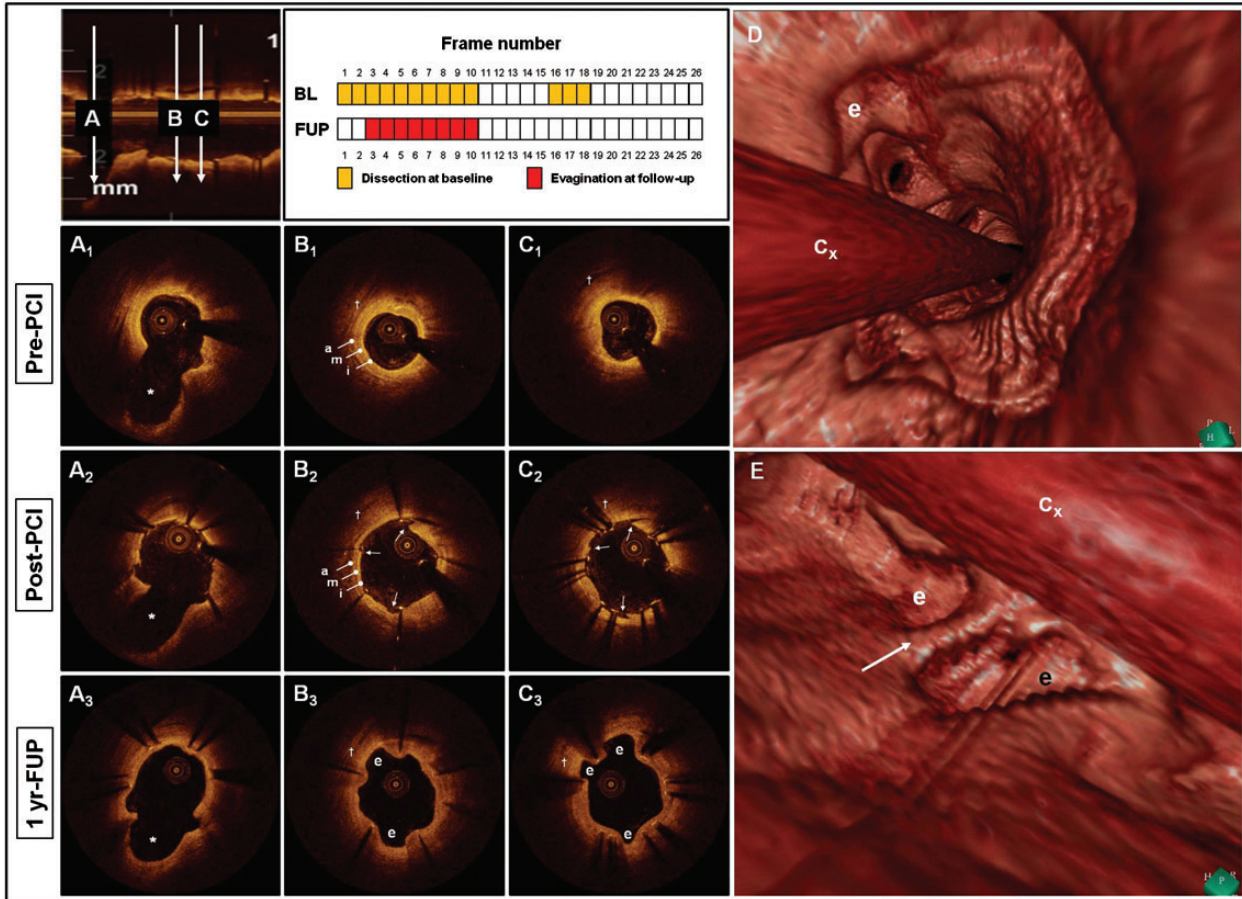 A
B
C
1
2
2
mm
Frame number
1 2 3 4 5 6 7 8 9 10 11 12 13 14 15 16 17 18 19 20 21 22 23 24 25 26
BL
FUP
1 2 3 4 5 6 7 8 9 10 11 12 13 14 15 16 17 18 19 20 21 22 23 24 25 26
Dissection at baseline
Evagination at follow-up
Pre-PCI
A1
*
B1
†
a
m
i
C1
†
Post-PCI
A2
*
B2
†
a
m
i
C2
†
1 yr-FUP
A3
*
B3
†
e
e
C3
†
e
e
e
D
e
Cx
P
H
L
E
Cx
e
e
H
P
R